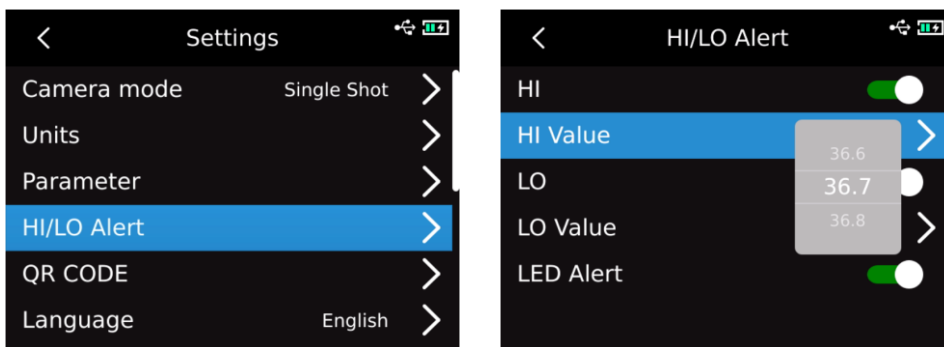 Settings
Camera mode Single Shot
Units
Parameter
HI/LO Alert
QR CODE
Language English
HI/LO Alert
HI
HI Value
36.6
36.7
36.8
LO
LO Value
LED Alert